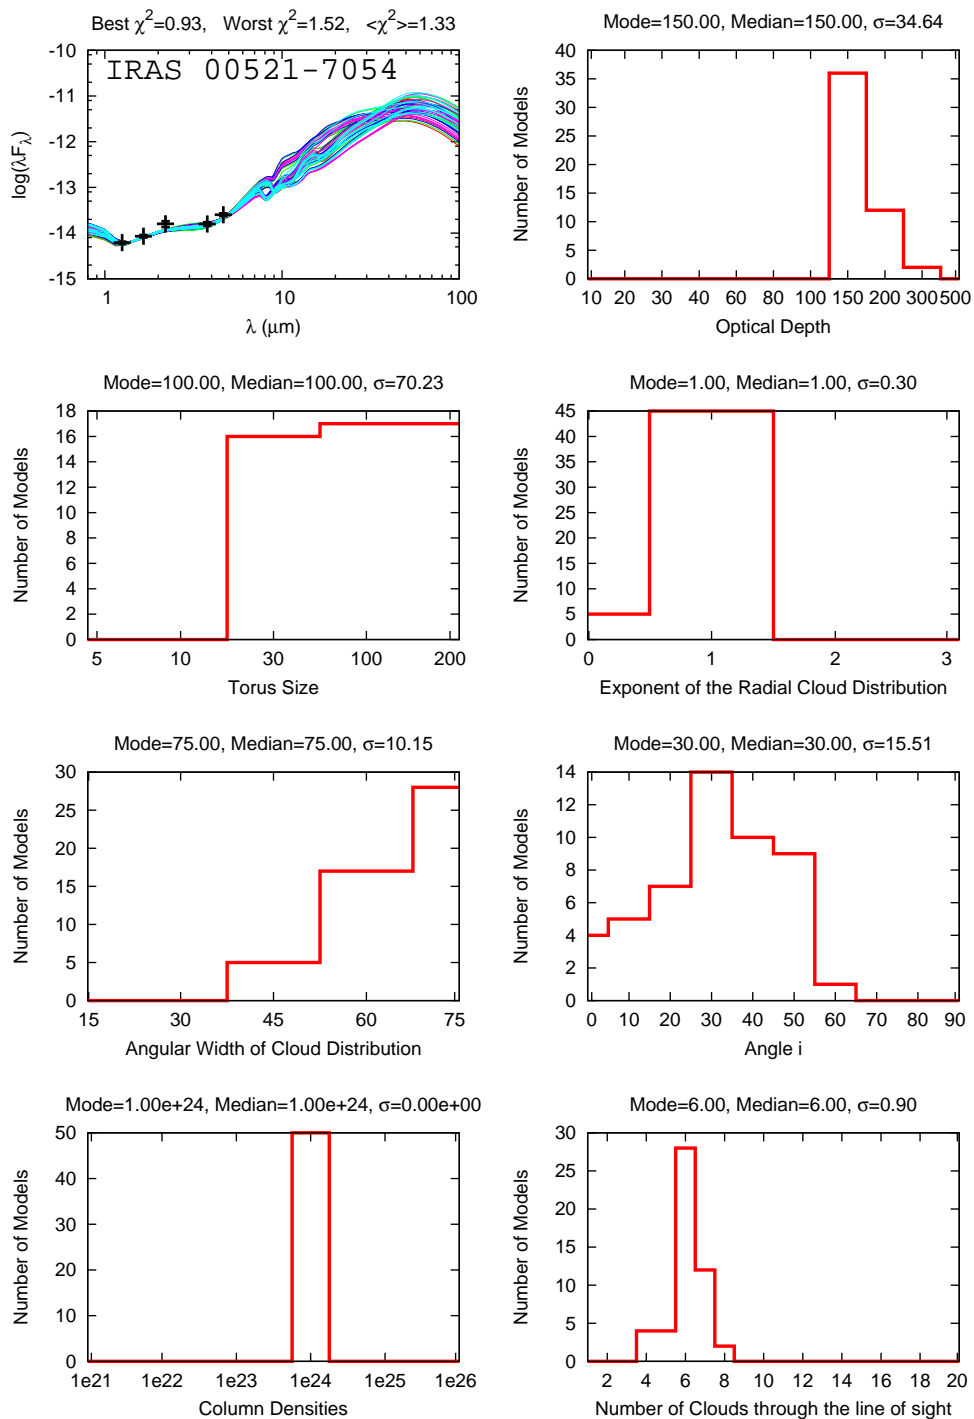 Best χ²=0.93, Worst χ²=1.52, <χ²>=1.33
IRAS 00521-7054
log(λF_λ)
-10
-11
-12
-13
-14
-15
1 10 100
λ (μm)
Mode=150.00, Median=150.00, σ=34.64
Number of Models
40
35
30
25
20
15
10
5
0
10 20 30 40 60 80 100 150 200 300 500
Optical Depth
Mode=100.00, Median=100.00, σ=70.23
Number of Models
18
16
14
12
10
8
6
4
2
0
5 10 30 100 200
Torus Size
Mode=1.00, Median=1.00, σ=0.30
Number of Models
45
40
35
30
25
20
15
10
5
0
0 1 2 3
Exponent of the Radial Cloud Distribution
Mode=75.00, Median=75.00, σ=10.15
Number of Models
30
25
20
15
10
5
0
15 30 45 60 75
Angular Width of Cloud Distribution
Mode=30.00, Median=30.00, σ=15.51
Number of Models
14
12
10
8
6
4
2
0
0 10 20 30 40 50 60 70 80 90
Angle i
Mode=1.00e+24, Median=1.00e+24, σ=0.00e+00
Number of Models
50
40
30
20
10
0
1e21 1e22 1e23 1e24 1e25 1e26
Column Densities
Mode=6.00, Median=6.00, σ=0.90
Number of Models
30
25
20
15
10
5
0
2 4 6 8 10 12 14 16 18 20
Number of Clouds through the line of sight